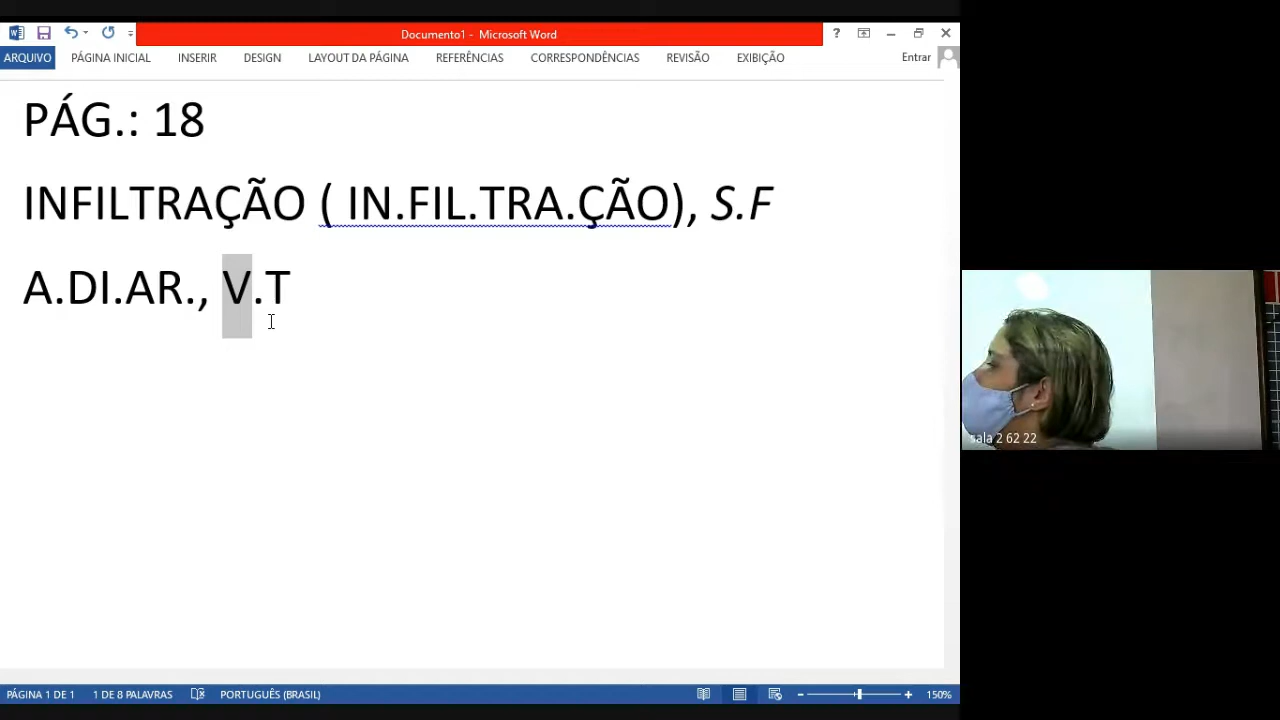 Documento1 - Microsoft Word
?
ARQUIVO PÁGINA INICIAL INSERIR DESIGN LAYOUT DA PÁGINA REFERÊNCIAS CORRESPONDÊNCIAS REVISÃO EXIBIÇÃO Entrar
PÁG.: 18
INFILTRAÇÃO ( IN.FIL.TRA.ÇÃO), S.F
A.DI.AR., V.T
sala 2 62 22
PÁGINA 1 DE 1 1 DE 8 PALAVRAS PORTUGUÊS (BRASIL) 150%